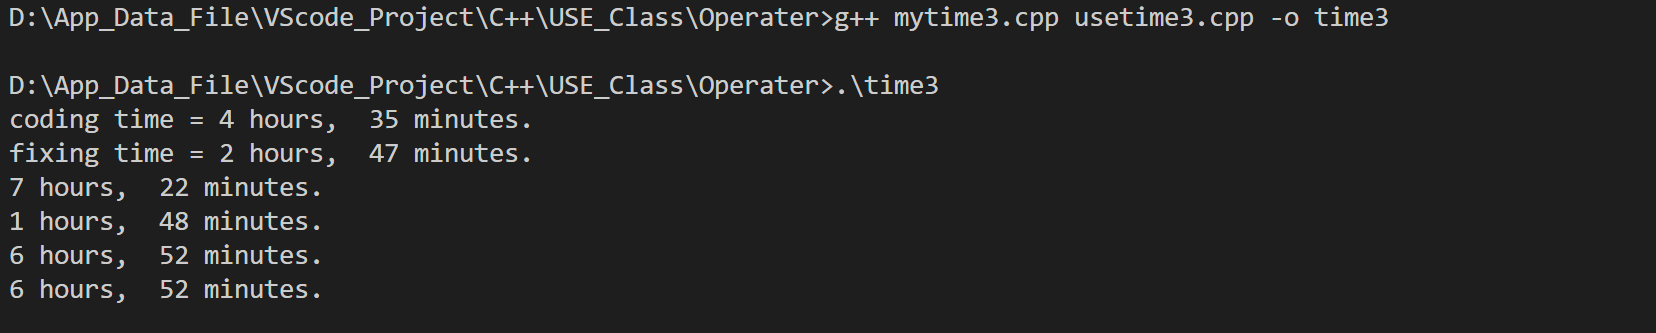 D:\App_Data_File\VScode_Project\C++\USE_Class\Operater>g++ mytime3.cpp usetime3.cpp -o time3
D:\App_Data_File\VScode_Project\C++\USE_Class\Operater>.\time3
coding time = 4 hours,  35 minutes.
fixing time = 2 hours,  47 minutes.
7 hours,  22 minutes.
1 hours,  48 minutes.
6 hours,  52 minutes.
6 hours,  52 minutes.